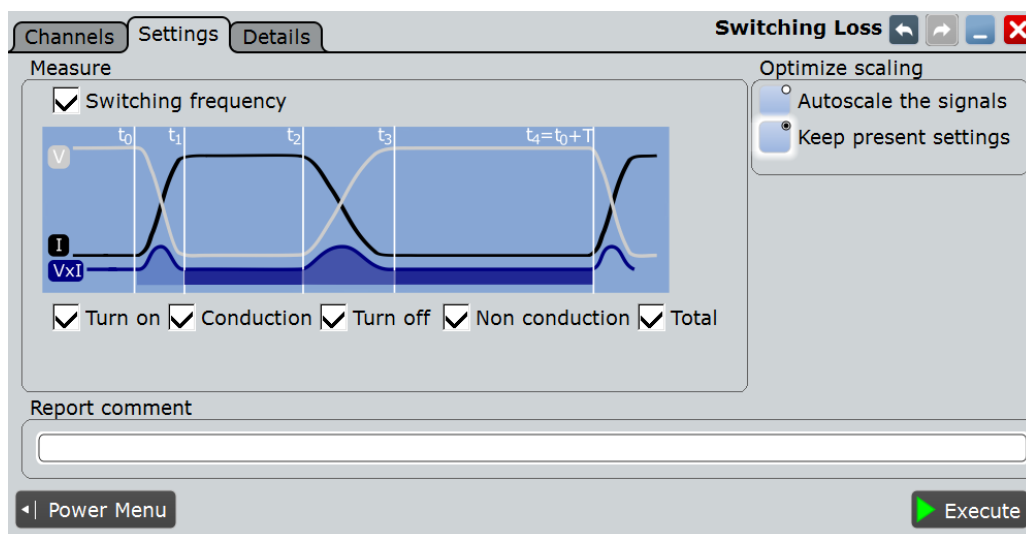 Channels Settings Details Switching Loss
Measure
Optimize scaling
Switching frequency
Autoscale the signals
Keep present settings
t0 t1 t2 t3 t4=t0+T
V
I
VxI
Turn on Conduction Turn off Non conduction Total
Report comment
Power Menu Execute